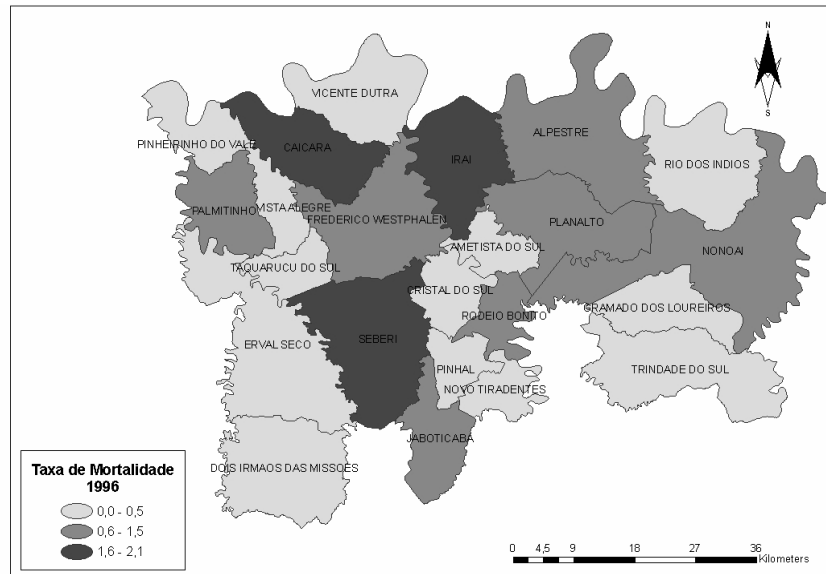 N
S
VICENTE DUTRA
PINHEIRINHO DO VALE
CAICARA
IRAI
ALPESTRE
RIO DOS INDIOS
PALMITINHO
VISTA ALEGRE
FREDERICO WESTPHALEN
PLANALTO
NONOAI
AMETISTA DO SUL
TAQUARUCU DO SUL
CRISTAL DO SUL
RODEIO BONITO
GRAMADO DOS LOUREIROS
ERVAL SECO
SEBERI
PINHAL
TRINDADE DO SUL
NOVO TIRADENTES
JABOTICABA
DOIS IRMAOS DAS MISSOES
Taxa de Mortalidade
1996
0,0 - 0,5
0,6 - 1,5
1,6 - 2,1
0 4,5 9 18 27 36
Kilometers